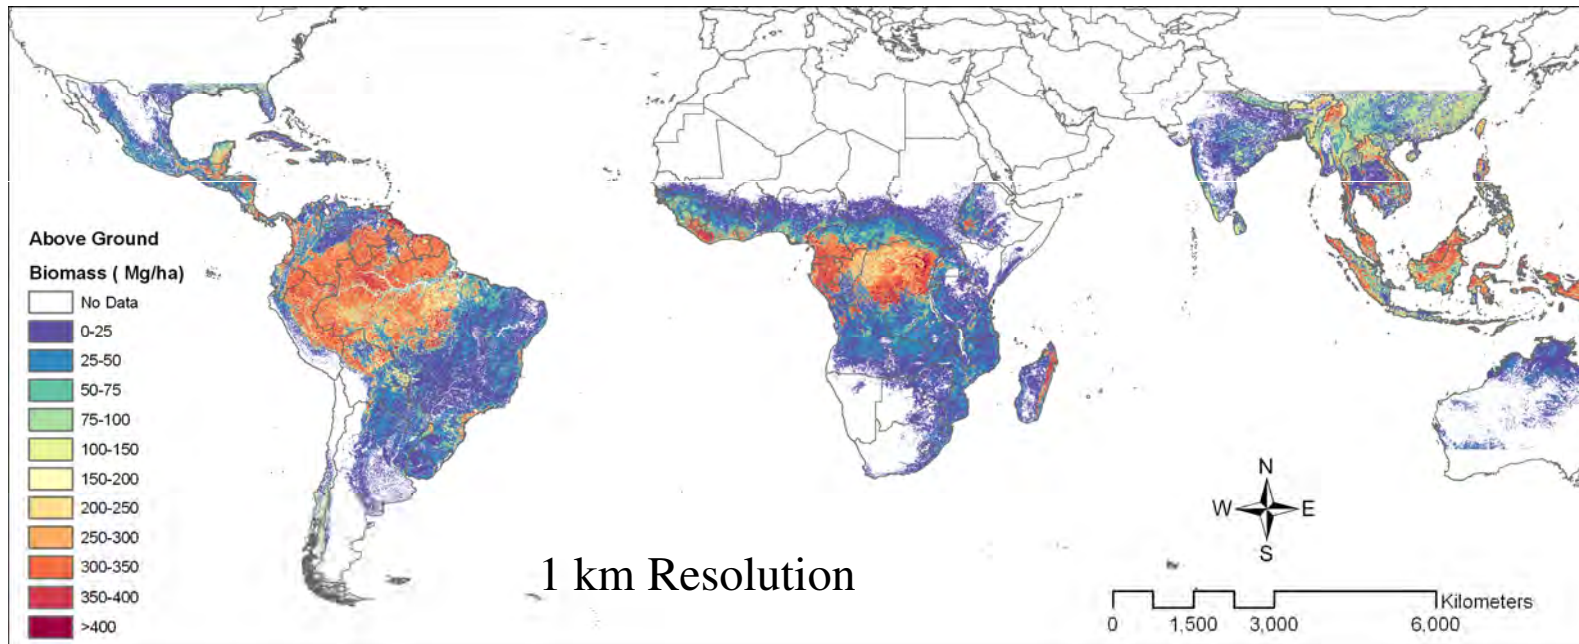 Above Ground
Biomass ( Mg/ha)
No Data
0-25
25-50
50-75
75-100
100-150
150-200
200-250
250-300
300-350
350-400
>400
1 km Resolution
N
W E
S
Kilometers
0 1,500 3,000 6,000